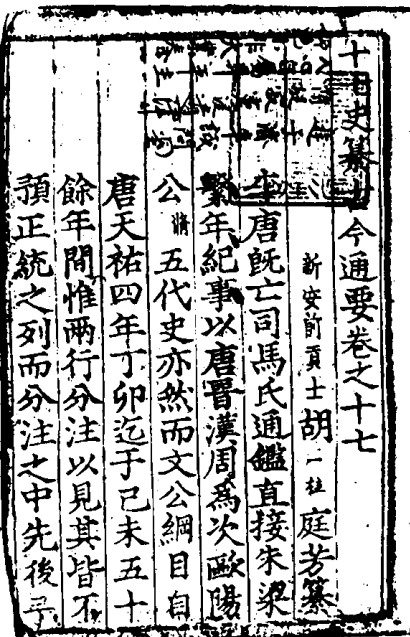 十七史纂古今通要卷之十七
新安前貢士胡一桂庭芳纂
唐既亡司馬氏通鑑直接朱梁
繫年紀事以唐晋漢周為次歐陽
公脩五代史亦然而文公綱目自
唐天祐四年丁卯迄于己未五十
餘年間惟兩行分注以見其皆不
預正統之列而分注之中先後予